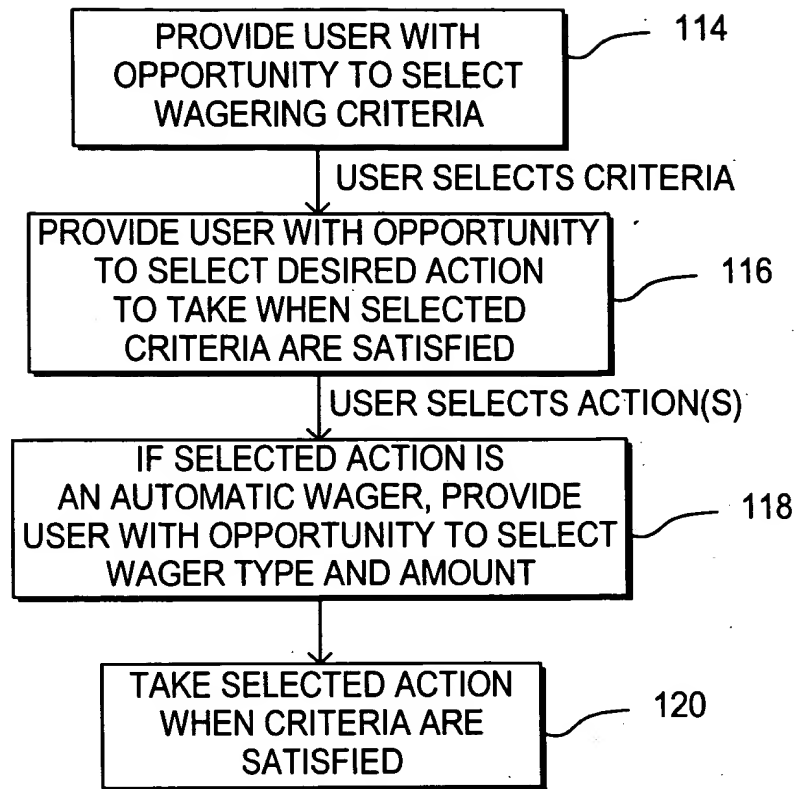 PROVIDE USER WITH
OPPORTUNITY TO SELECT
WAGERING CRITERIA
114
USER SELECTS CRITERIA
PROVIDE USER WITH OPPORTUNITY
TO SELECT DESIRED ACTION
TO TAKE WHEN SELECTED
CRITERIA ARE SATISFIED
116
USER SELECTS ACTION(S)
IF SELECTED ACTION IS
AN AUTOMATIC WAGER, PROVIDE
USER WITH OPPORTUNITY TO SELECT
WAGER TYPE AND AMOUNT
118
TAKE SELECTED ACTION
WHEN CRITERIA ARE
SATISFIED
120